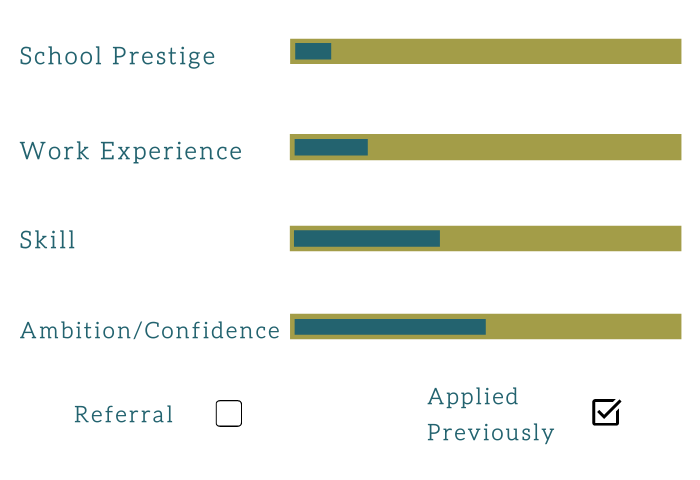 School Prestige
Work Experience
Skill
Ambition/Confidence
Referral
Applied
Previously